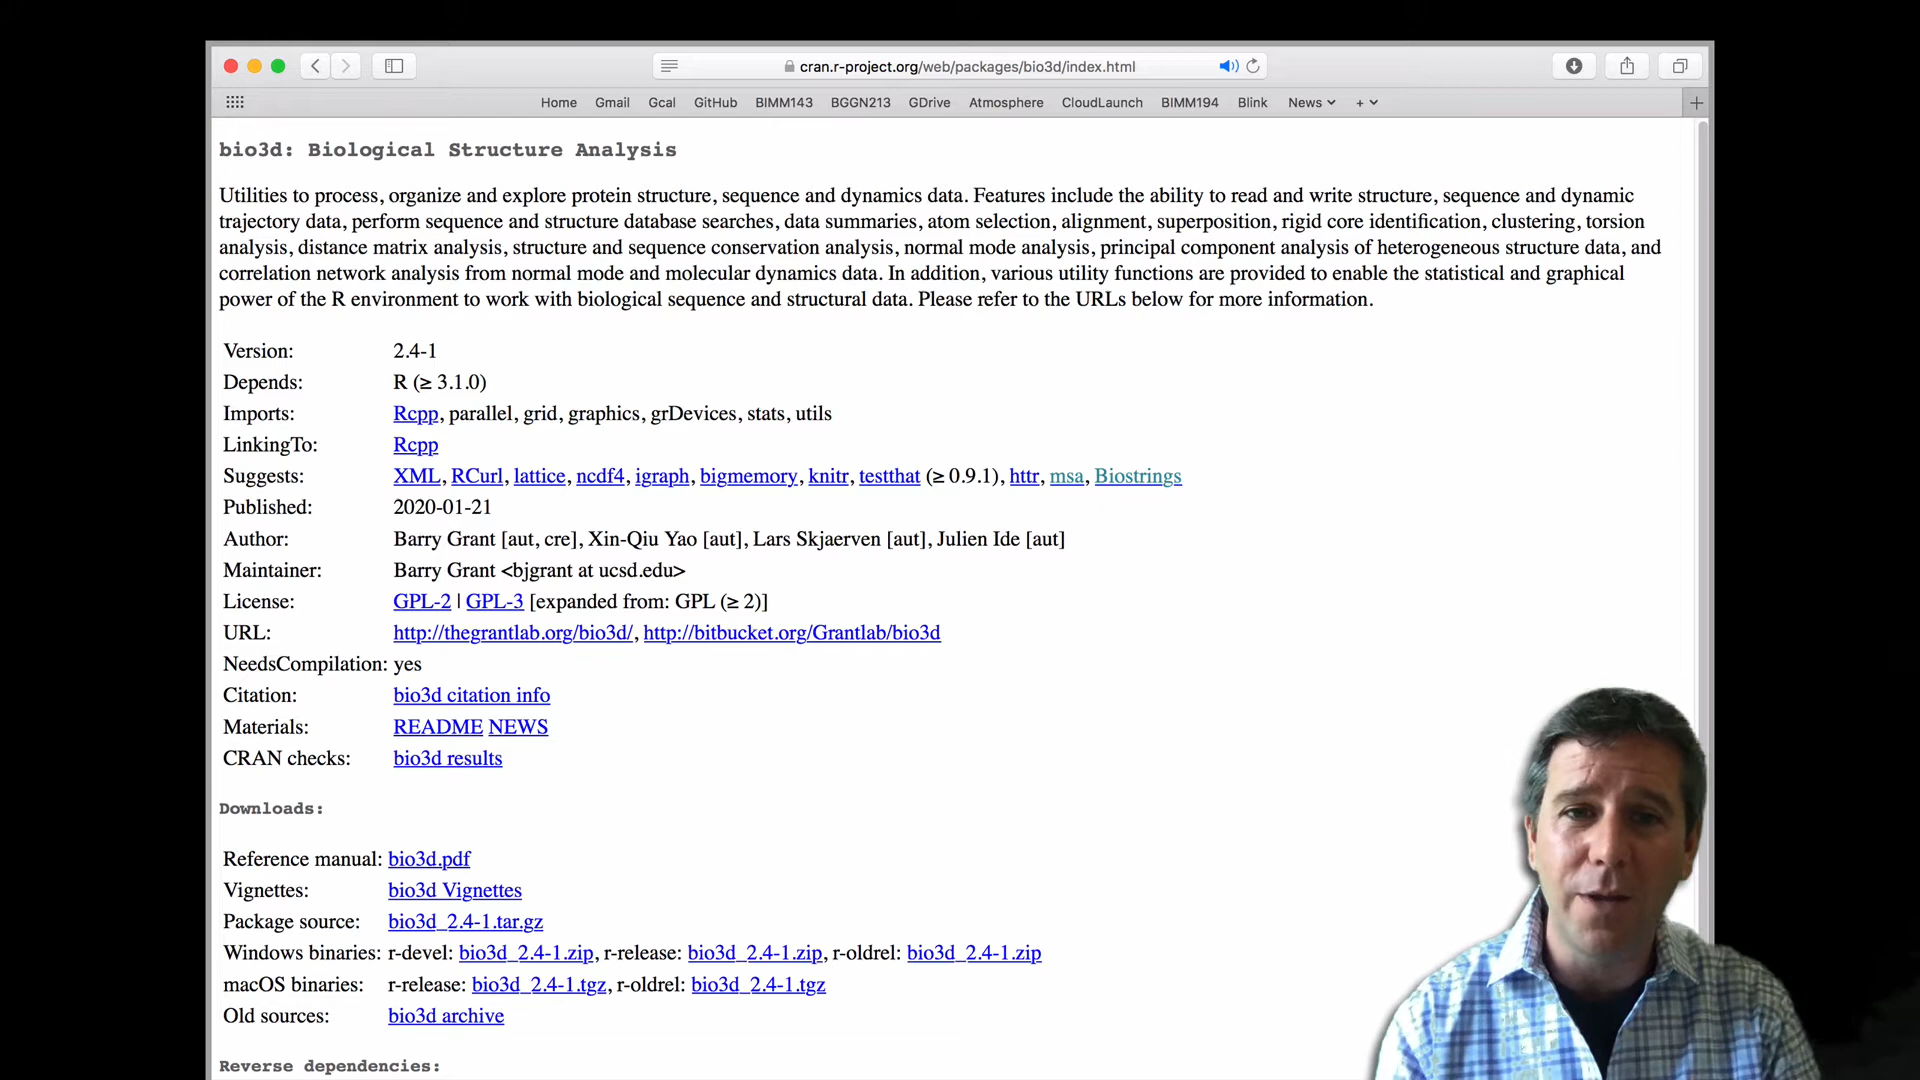 cran.r-project.org/web/packages/bio3d/index.html
Home Gmail Gcal GitHub BIMM143 BGGN213 GDrive Atmosphere CloudLaunch BIMM194 Blink News +
bio3d: Biological Structure Analysis
Utilities to process, organize and explore protein structure, sequence and dynamics data. Features include the ability to read and write structure, sequence and dynamic
trajectory data, perform sequence and structure database searches, data summaries, atom selection, alignment, superposition, rigid core identification, clustering, torsion
analysis, distance matrix analysis, structure and sequence conservation analysis, normal mode analysis, principal component analysis of heterogeneous structure data, and
correlation network analysis from normal mode and molecular dynamics data. In addition, various utility functions are provided to enable the statistical and graphical
power of the R environment to work with biological sequence and structural data. Please refer to the URLs below for more information.
Version: 2.4-1
Depends: R (≥ 3.1.0)
Imports: Rcpp, parallel, grid, graphics, grDevices, stats, utils
LinkingTo: Rcpp
Suggests: XML, RCurl, lattice, ncdf4, igraph, bigmemory, knitr, testthat (≥ 0.9.1), httr, msa, Biostrings
Published: 2020-01-21
Author: Barry Grant [aut, cre], Xin-Qiu Yao [aut], Lars Skjaerven [aut], Julien Ide [aut]
Maintainer: Barry Grant <bjgrant at ucsd.edu>
License: GPL-2 | GPL-3 [expanded from: GPL (≥ 2)]
URL: http://thegrantlab.org/bio3d/, http://bitbucket.org/Grantlab/bio3d
NeedsCompilation: yes
Citation: bio3d citation info
Materials: README NEWS
CRAN checks: bio3d results
Downloads:
Reference manual: bio3d.pdf
Vignettes: bio3d Vignettes
Package source: bio3d_2.4-1.tar.gz
Windows binaries: r-devel: bio3d_2.4-1.zip, r-release: bio3d_2.4-1.zip, r-oldrel: bio3d_2.4-1.zip
macOS binaries: r-release: bio3d_2.4-1.tgz, r-oldrel: bio3d_2.4-1.tgz
Old sources: bio3d archive
Reverse dependencies: